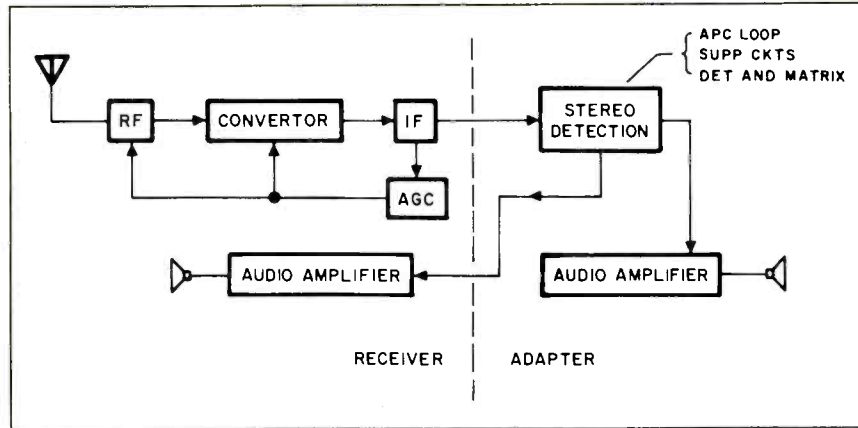 APC LOOP
SUPP CKTS
DET AND MATRIX
RF
CONVERTOR
IF
STEREO
DETECTION
AGC
AUDIO AMPLIFIER
AUDIO AMPLIFIER
RECEIVER
ADAPTER